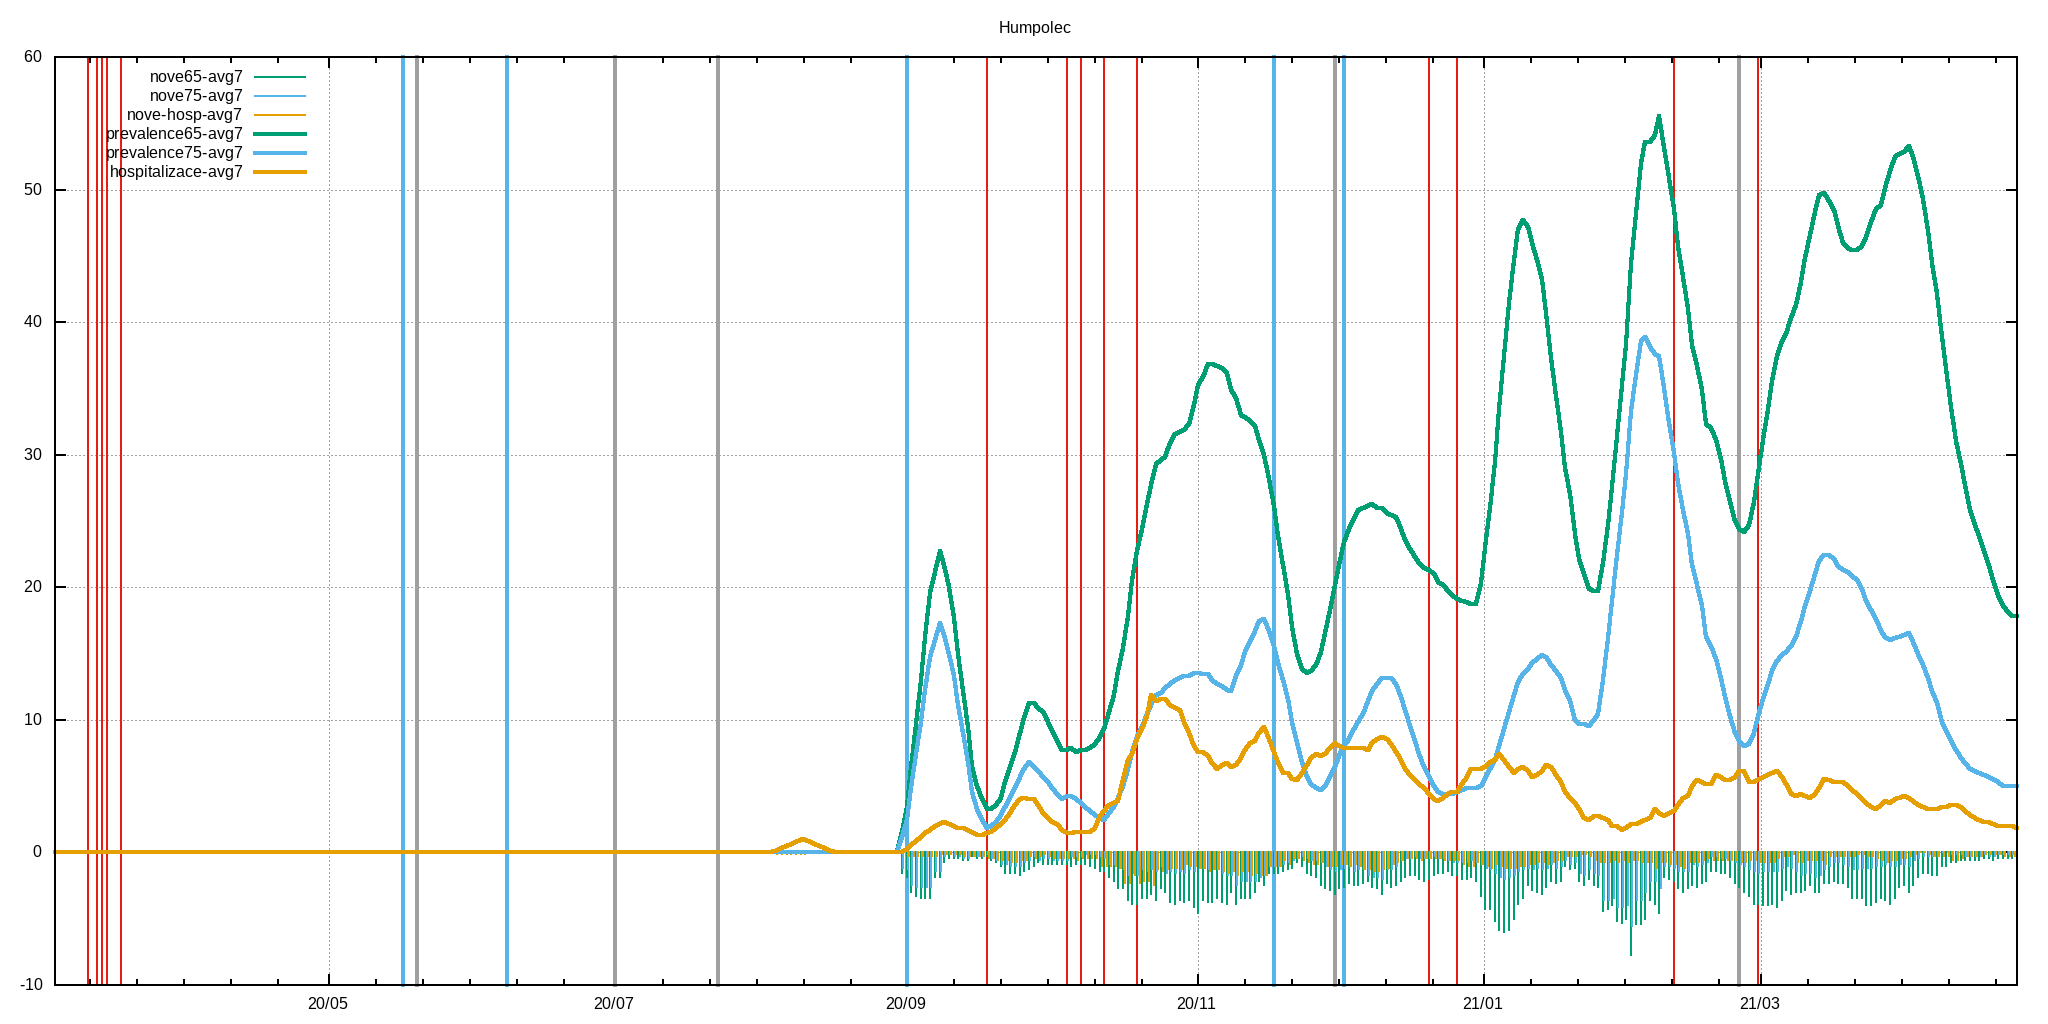 Humpolec
60
nove65-avg7
nove75-avg7
nove-hosp-avg7
prevalence65-avg7
prevalence75-avg7
hospitalizace-avg7
50
40
30
20
10
0
-10
20/05 20/07 20/09 20/11 21/01 21/03